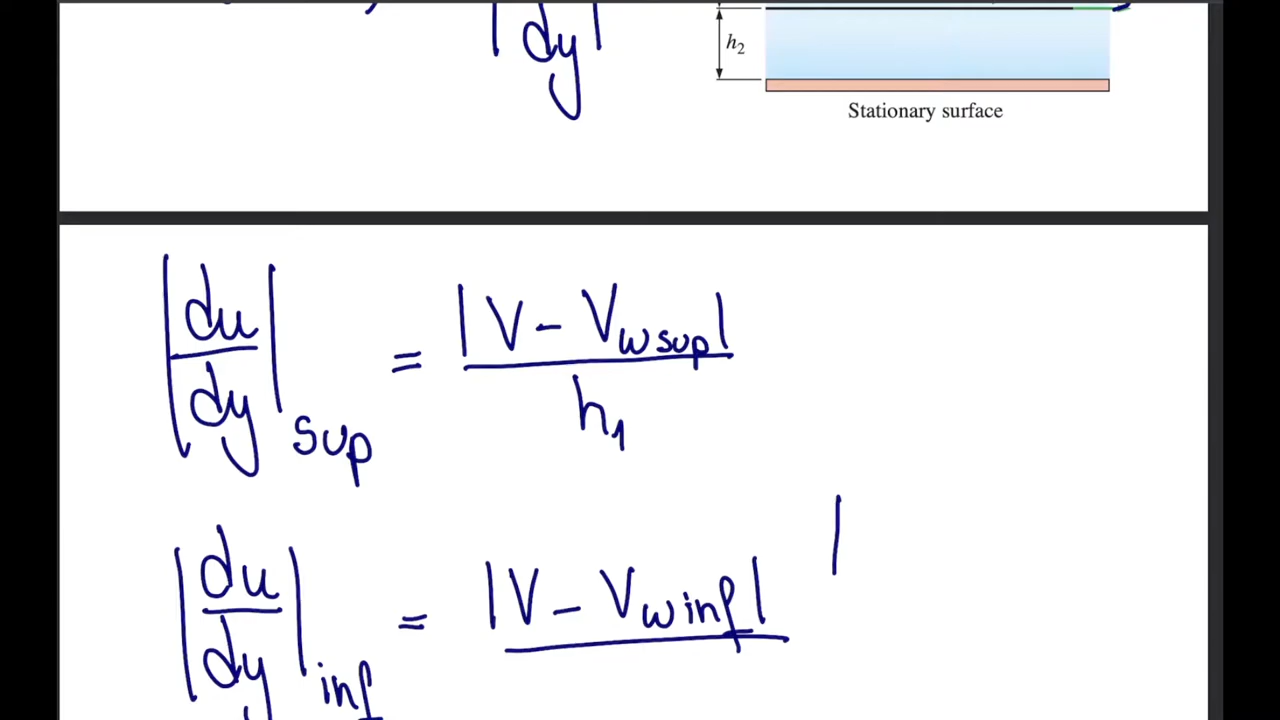 | dy |
h2
Stationary surface
|du/dy| sup = |V - Vw sup| / h1
|du/dy| inf = |V - Vw inf| |